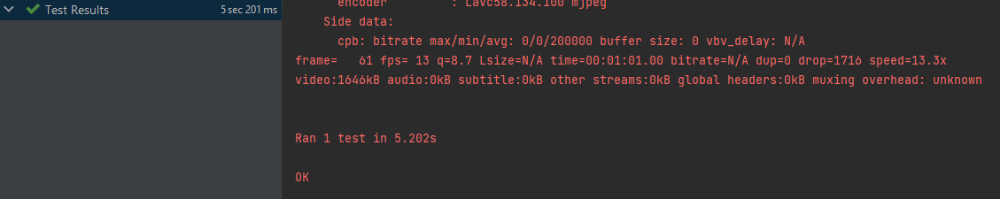 Test Results 5 sec 201 ms
encoder         : Lavc58.134.100 mjpeg
Side data:
cpb: bitrate max/min/avg: 0/0/200000 buffer size: 0 vbv_delay: N/A
frame=   61 fps= 13 q=8.7 Lsize=N/A time=00:01:01.00 bitrate=N/A dup=0 drop=1716 speed=13.3x
video:1646kB audio:0kB subtitle:0kB other streams:0kB global headers:0kB muxing overhead: unknown
Ran 1 test in 5.202s
OK